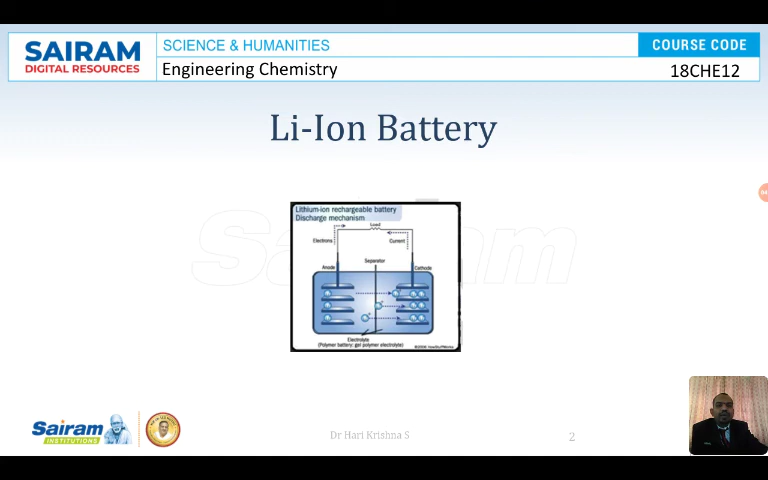 SAIRAM
DIGITAL RESOURCES
SCIENCE & HUMANITIES
COURSE CODE
Engineering Chemistry
18CHE12
Li-Ion Battery
Sairam
Lithium-ion rechargeable battery
Discharge mechanism
Load
Electrons
Current
Separator
Anode
Cathode
Electrolyte
(Polymer battery: gel polymer electrolyte)
Sairam
INSTITUTIONS
Dr Hari Krishna S
2